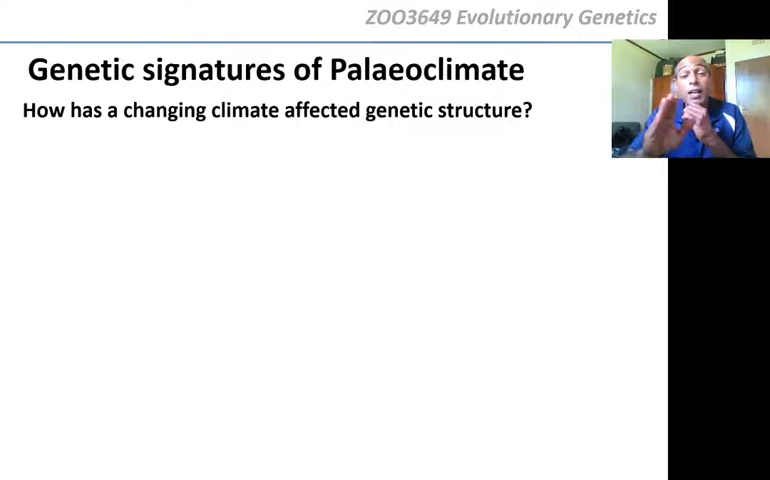 ZOO3649 Evolutionary Genetics
Genetic signatures of Palaeoclimate
How has a changing climate affected genetic structure?